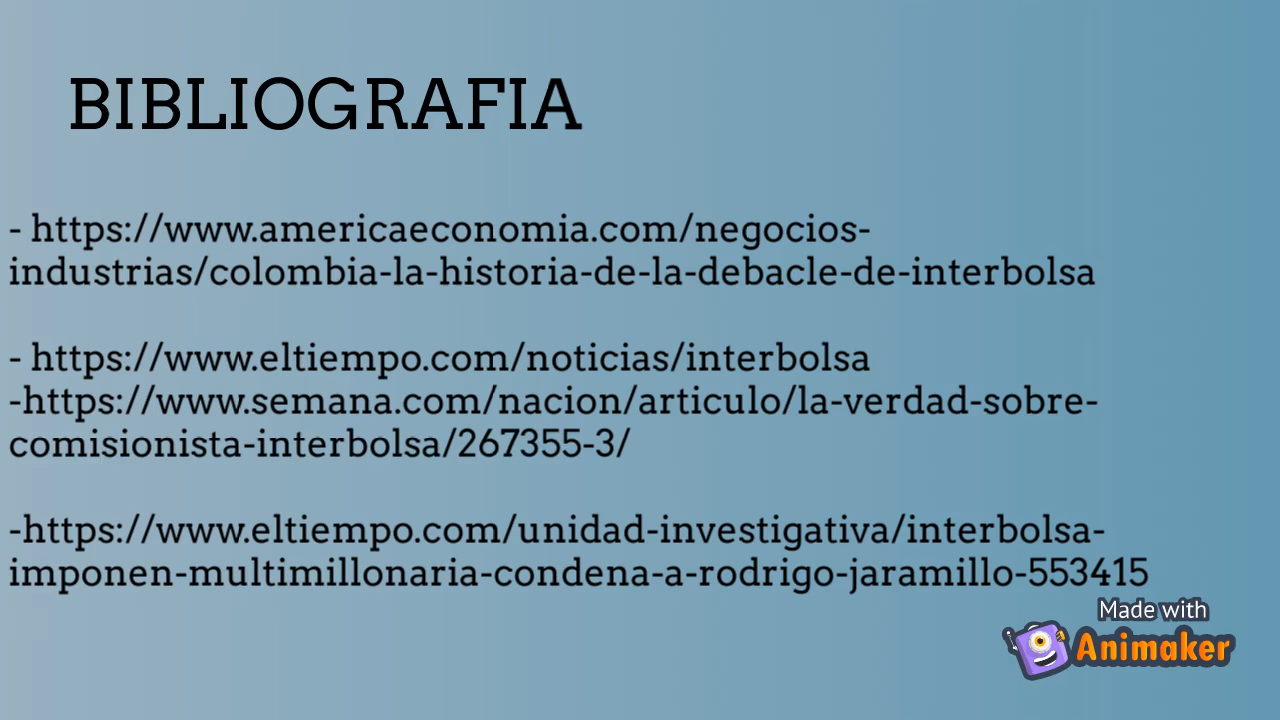 BIBLIOGRAFIA
- https://www.americaeconomia.com/negocios-
industrias/colombia-la-historia-de-la-debacle-de-interbolsa
- https://www.eltiempo.com/noticias/interbolsa
-https://www.semana.com/nacion/articulo/la-verdad-sobre-
comisionista-interbolsa/267355-3/
-https://www.eltiempo.com/unidad-investigativa/interbolsa-
imponen-multimillonaria-condena-a-rodrigo-jaramillo-553415
Made with
Animaker